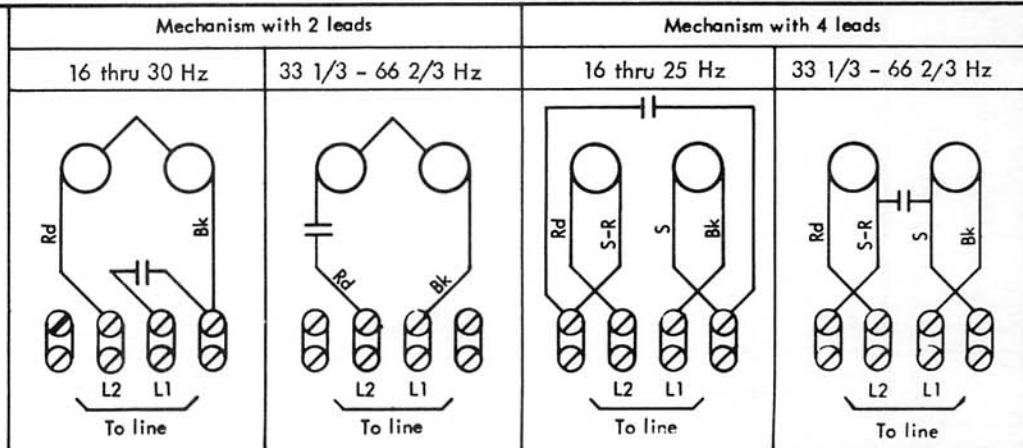 Mechanism with 2 leads
Mechanism with 4 leads
16 thru 30 Hz
33 1/3 - 66 2/3 Hz
16 thru 25 Hz
33 1/3 - 66 2/3 Hz
Rd
Bk
Rd
Bk
Rd
S-R
S
Bk
Rd
S-R
S
Bk
L2 L1
L2 L1
L2 L1
L2 L1
To line
To line
To line
To line